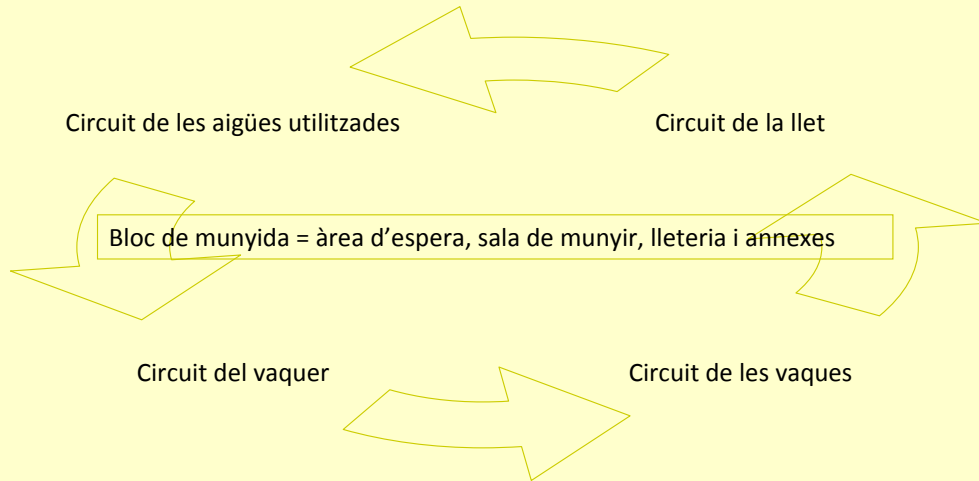 Circuit de les aigües utilitzades
Circuit de la llet
Bloc de munyida = àrea d’espera, sala de munyir, lleteria i annexes
Circuit del vaquer
Circuit de les vaques